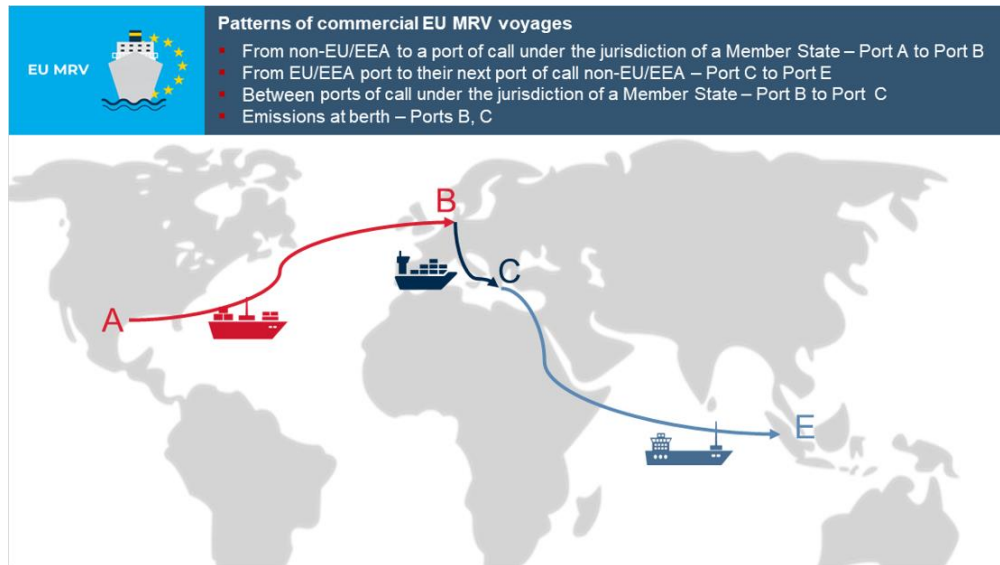 Patterns of commercial EU MRV voyages
EU MRV
▪ From non-EU/EEA to a port of call under the jurisdiction of a Member State – Port A to Port B
▪ From EU/EEA port to their next port of call non-EU/EEA – Port C to Port E
▪ Between ports of call under the jurisdiction of a Member State – Port B to Port C
▪ Emissions at berth – Ports B, C
B
C
A
E